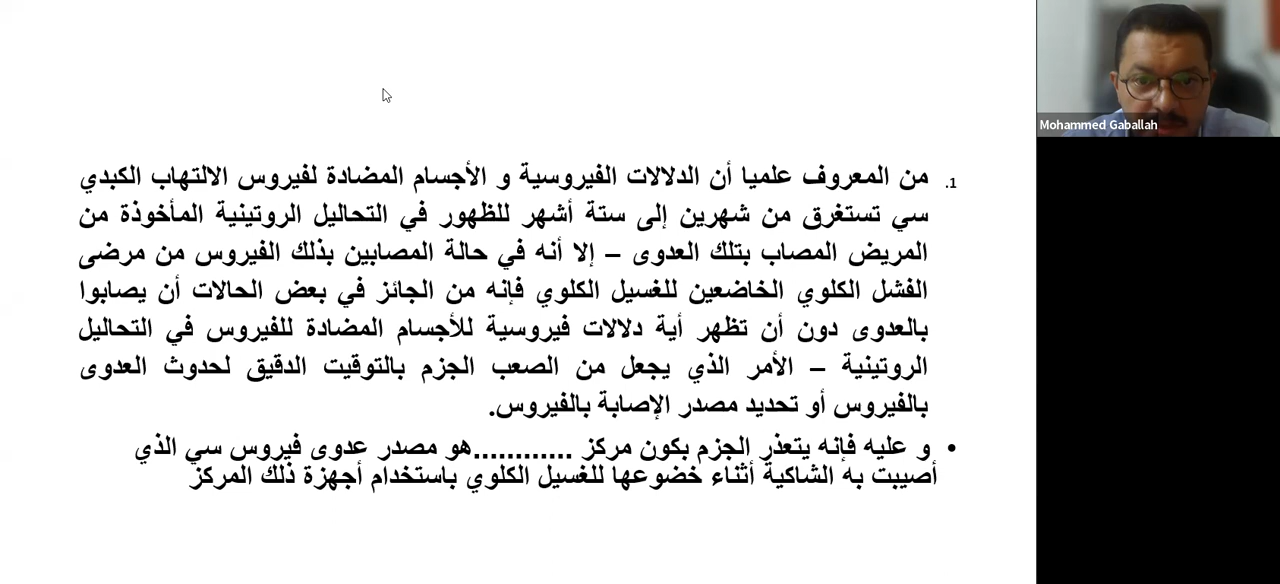 1. من المعروف علميا أن الدلالات الفيروسية و الأجسام المضادة لفيروس الالتهاب الكبدي
سي تستغرق من شهرين إلى ستة أشهر للظهور في التحاليل الروتينية المأخوذة من
المريض المصاب بتلك العدوى – إلا أنه في حالة المصابين بذلك الفيروس من مرضى
الفشل الكلوي الخاضعين للغسيل الكلوي فإنه من الجائز في بعض الحالات أن يصابوا
بالعدوى دون أن تظهر أية دلالات فيروسية للأجسام المضادة للفيروس في التحاليل
الروتينية – الأمر الذي يجعل من الصعب الجزم بالتوقيت الدقيق لحدوث العدوى
بالفيروس أو تحديد مصدر الإصابة بالفيروس.
• و عليه فإنه يتعذر الجزم بكون مركز ............هو مصدر عدوى فيروس سي الذي
أصيبت به الشاكية أثناء خضوعها للغسيل الكلوي باستخدام أجهزة ذلك المركز
Mohammed Gaballah